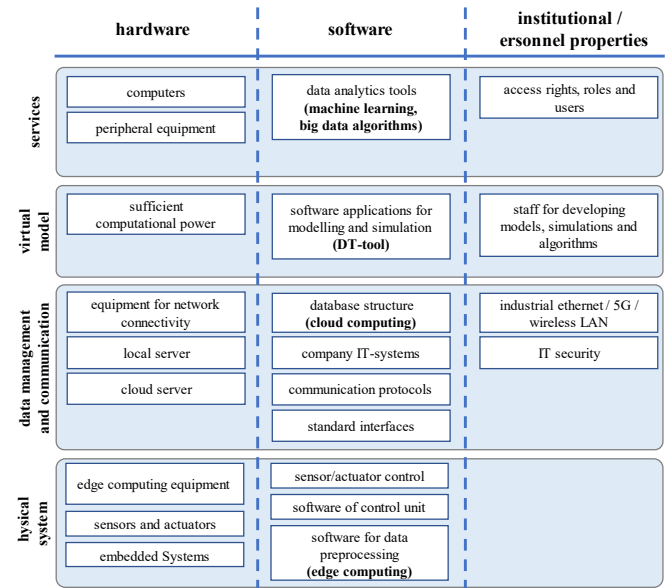 hardware
software
institutional /
ersonnel properties
services
computers
peripheral equipment
data analytics tools
(machine learning,
big data algorithms)
access rights, roles and
users
virtual
model
sufficient
computational power
software applications for
modelling and simulation
(DT-tool)
staff for developing
models, simulations and
algorithms
data management
and communication
equipment for network
connectivity
local server
cloud server
database structure
(cloud computing)
company IT-systems
communication protocols
standard interfaces
industrial ethernet / 5G /
wireless LAN
IT security
hysical
system
edge computing equipment
sensors and actuators
embedded Systems
sensor/actuator control
software of control unit
software for data
preprocessing
(edge computing)